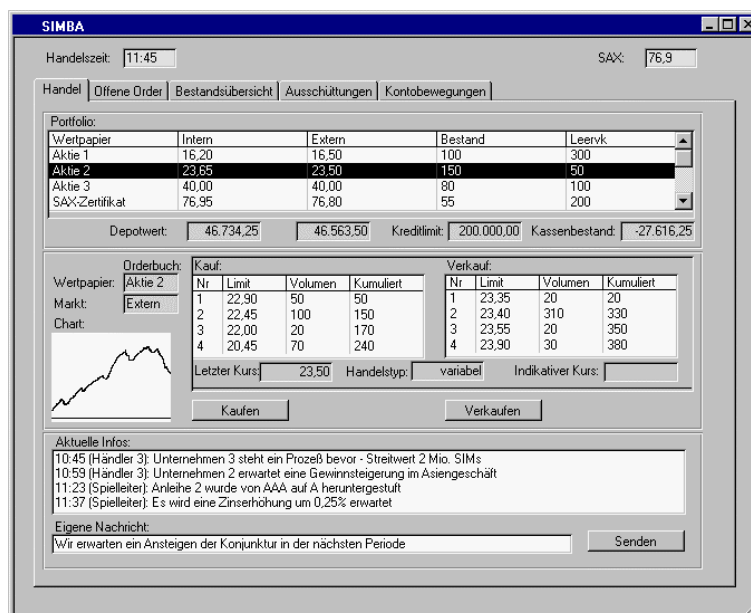 SIMBA
Handelszeit: 11:45 SAX: 76,9
Handel Offene Order Bestandsübersicht Ausschüttungen Kontobewegungen
Portfolio:
Wertpapier Intern Extern Bestand Leervk
Aktie 1 16,20 16,50 100 300
Aktie 2 23,65 23,50 150 50
Aktie 3 40,00 40,00 80 100
SAX-Zertifikat 76,95 76,80 55 200
Depotwert: 46.734,25 46.563,50 Kreditlimit: 200.000,00 Kassenbestand: -27.616,25
Orderbuch: Kauf: Verkauf:
Wertpapier: Aktie 2 Nr Limit Volumen Kumuliert Nr Limit Volumen Kumuliert
1 22,90 50 50 1 23,35 20 20
Markt: Extern 2 22,45 100 150 2 23,40 310 330
Chart: 3 22,00 20 170 3 23,55 20 350
4 20,45 70 240 4 23,90 30 380
Letzter Kurs: 23,50 Handelstyp: variabel Indikativer Kurs:
Kaufen Verkaufen
Aktuelle Infos:
10:45 (Händler 3): Unternehmen 3 steht ein Prozeß bevor - Streitwert 2 Mio. SIMs
10:59 (Händler 3): Unternehmen 2 erwartet eine Gewinnsteigerung im Asiengeschäft
11:23 (Spielleiter): Anleihe 2 wurde von AAA auf A heruntergestuft
11:37 (Spielleiter): Es wird eine Zinserhöhung um 0,25% erwartet
Eigene Nachricht:
Wir erwarten ein Ansteigen der Konjunktur in der nächsten Periode Senden